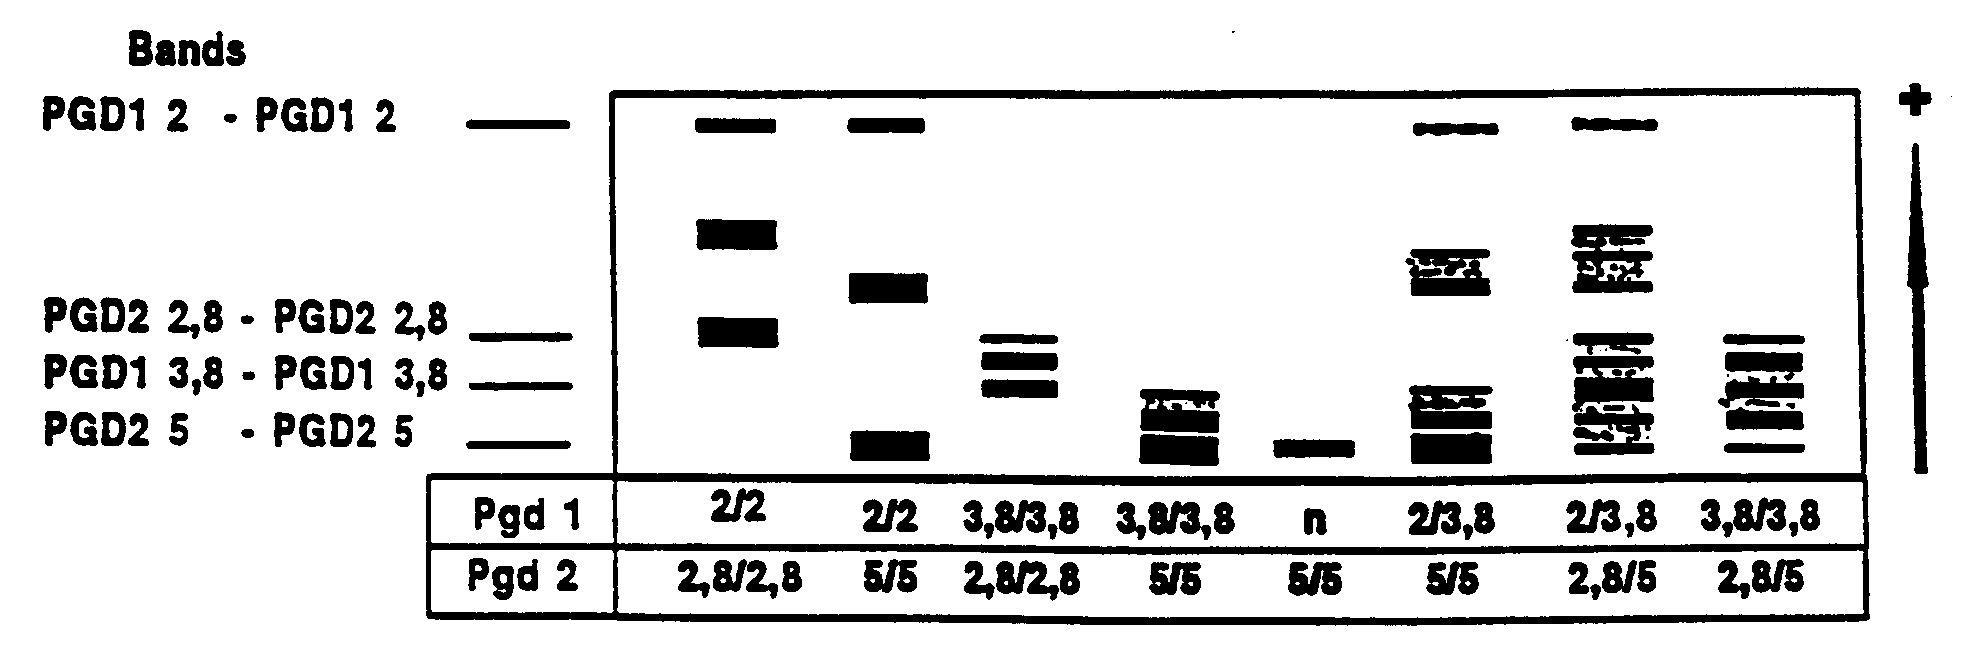 Bands
PGD1 2 - PGD1 2
+
PGD2 2,8 - PGD2 2,8
PGD1 3,8 - PGD1 3,8
PGD2 5 - PGD2 5
Pgd 1 2/2 2/2 3,8/3,8 3,8/3,8 n 2/3,8 2/3,8 3,8/3,8
Pgd 2 2,8/2,8 5/5 2,8/2,8 5/5 5/5 5/5 2,8/5 2,8/5